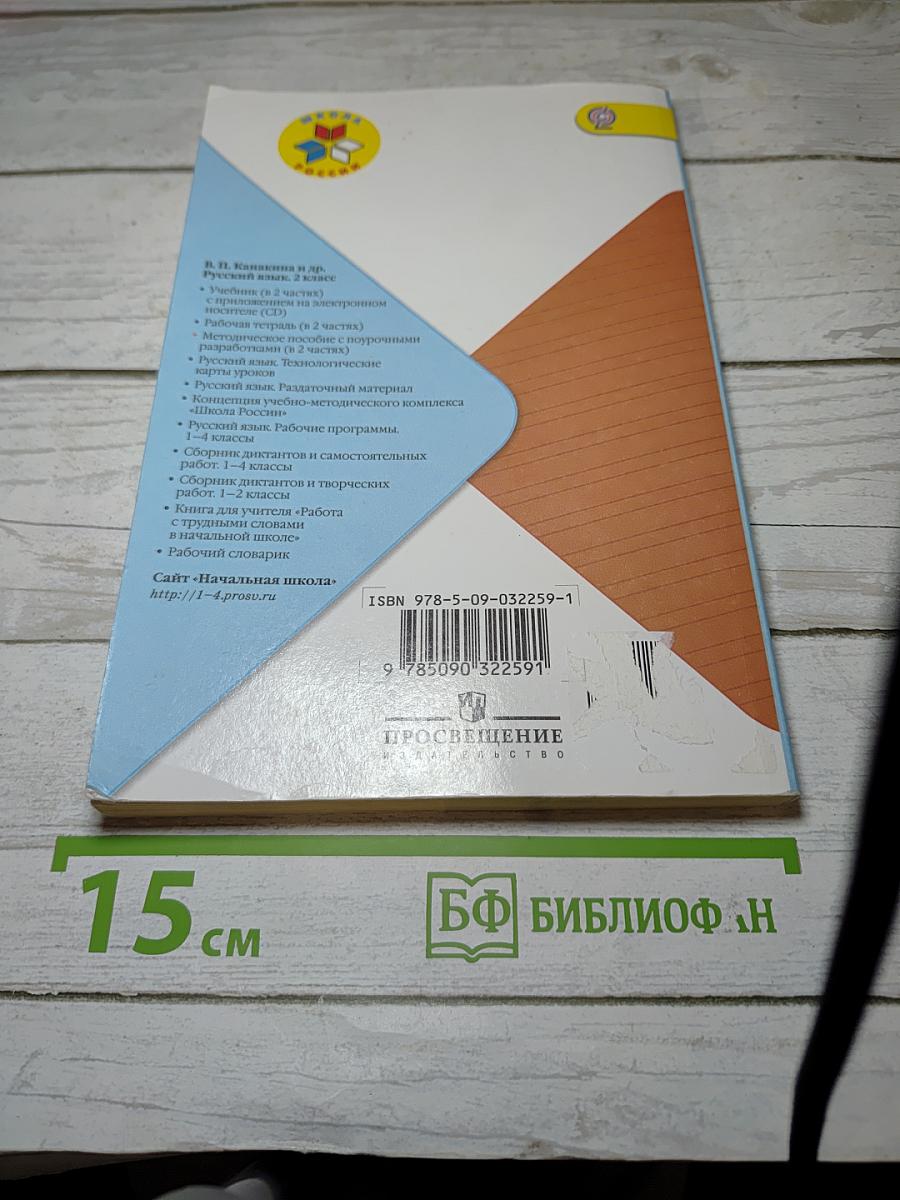 ШКОЛА
РОССИИ
В. П. Канакина и др.
Русский язык. 2 класс
• Учебник (в 2 частях)
с приложением на электронном
носителе (CD)
• Рабочая тетрадь (в 2 частях)
• Методическое пособие с поурочными
разработками (в 2 частях)
• Русский язык. Технологические
карты уроков
• Русский язык. Раздаточный материал
• Концепция учебно-методического комплекса
«Школа России»
• Русский язык. Рабочие программы.
1–4 классы
• Сборник диктантов и самостоятельных
работ. 1–4 классы
• Сборник диктантов и творческих
работ. 1–2 классы
• Книга для учителя «Работа
с трудными словами
в начальной школе»
• Рабочий словарик
Сайт «Начальная школа»
http://1–4.prosv.ru
ISBN 978-5-09-032259-1
9 785090 322591
ПРОСВЕЩЕНИЕ
ИЗДАТЕЛЬСТВО
15 см
БФ БИБЛИОФАН